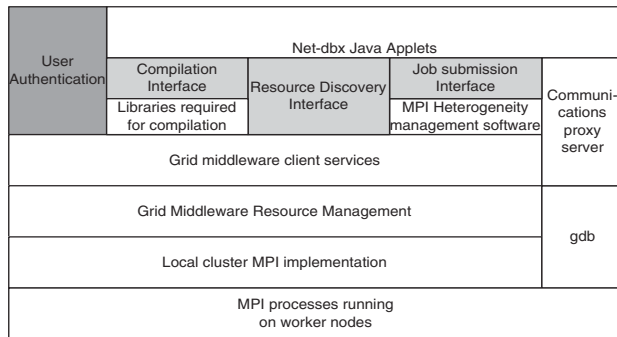 User
Authentication
Net-dbx Java Applets
Compilation
Interface
Resource Discovery
Interface
Job submission
Interface
Libraries required
for compilation
MPI Heterogeneity
management software
Communi-
cations
proxy
server
Grid middleware client services
Grid Middleware Resource Management
gdb
Local cluster MPI implementation
MPI processes running
on worker nodes